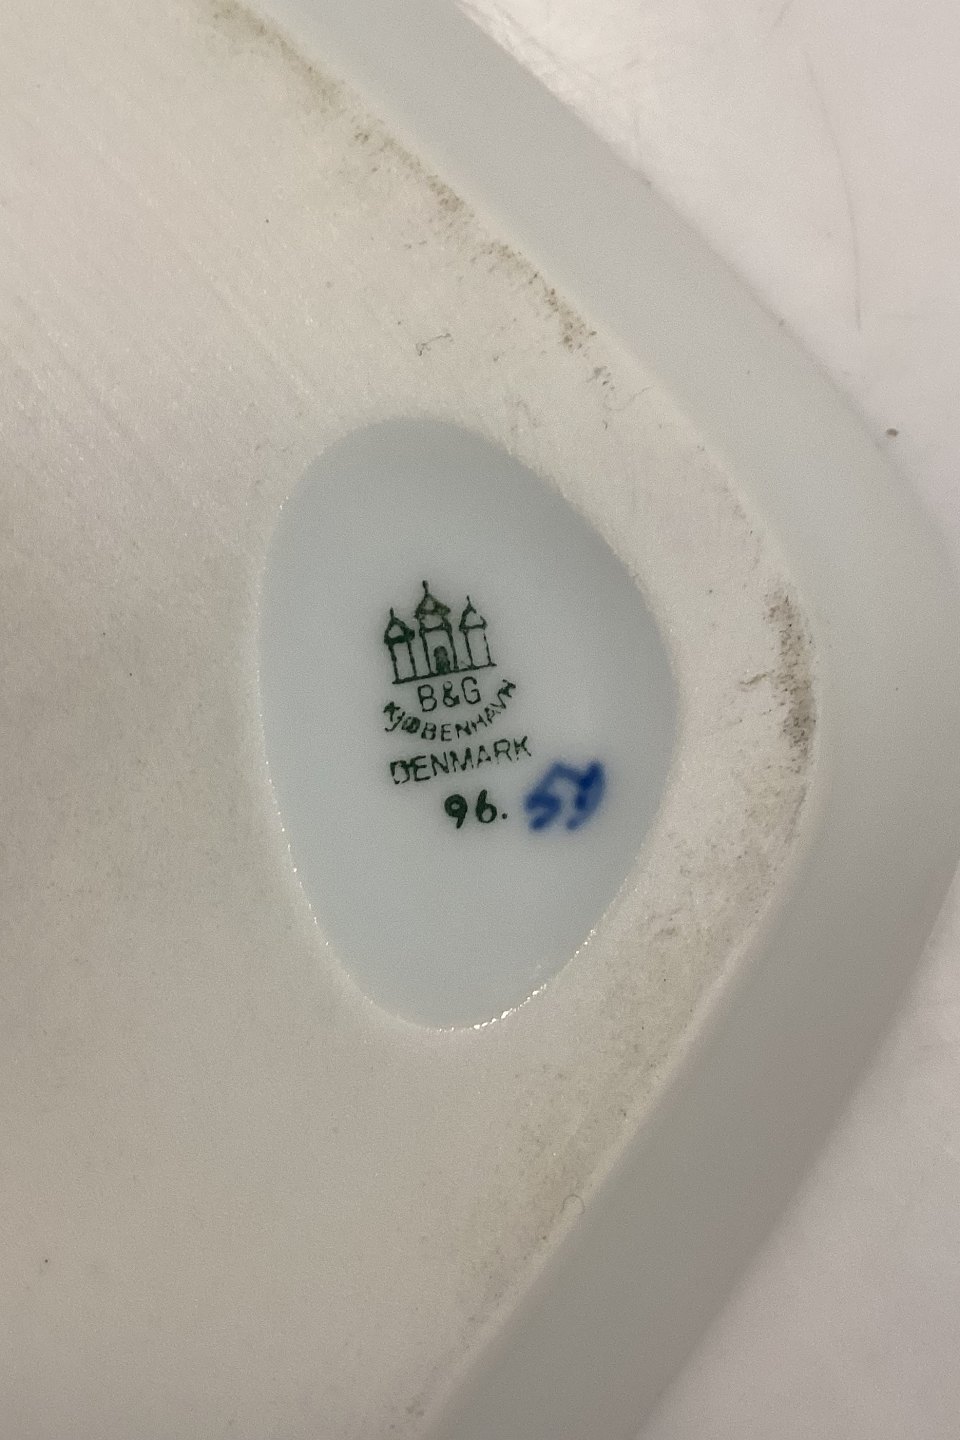 B&G
KJØBENHAVN
DENMARK
96.